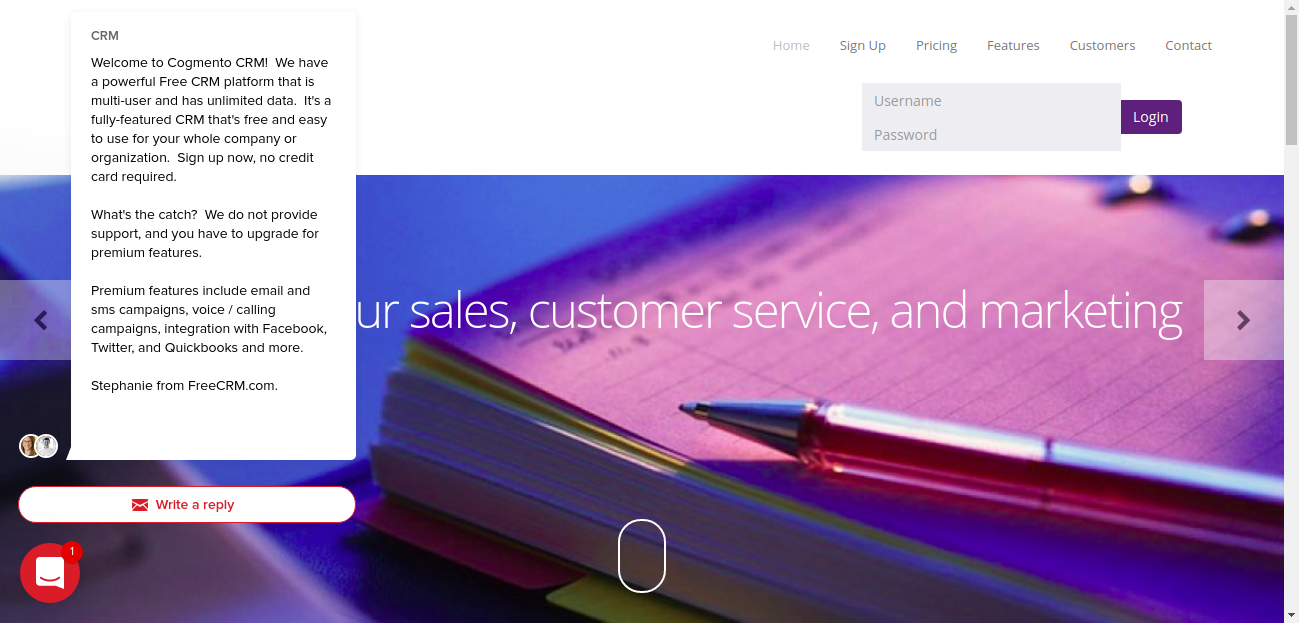 CRM
Welcome to Cogmento CRM!  We have
a powerful Free CRM platform that is
multi-user and has unlimited data.  It's a
fully-featured CRM that's free and easy
to use for your whole company or
organization.  Sign up now, no credit
card required.
What's the catch?  We do not provide
support, and you have to upgrade for
premium features.
Premium features include email and
sms campaigns, voice / calling
campaigns, integration with Facebook,
Twitter, and Quickbooks and more.
Stephanie from FreeCRM.com.
Write a reply
1
Home Sign Up Pricing Features Customers Contact
Username
Password
Login
ur sales, customer service, and marketing